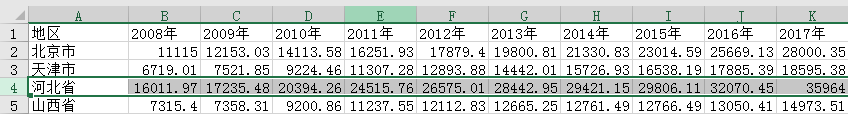 A B C D E F G H I J K
1 地区 2008年 2009年 2010年 2011年 2012年 2013年 2014年 2015年 2016年 2017年
2 北京市 11115 12153.03 14113.58 16251.93 17879.4 19800.81 21330.83 23014.59 25669.13 28000.35
3 天津市 6719.01 7521.85 9224.46 11307.28 12893.88 14442.01 15726.93 16538.19 17885.39 18595.38
4 河北省 16011.97 17235.48 20394.26 24515.76 26575.01 28442.95 29421.15 29806.11 32070.45 35964
5 山西省 7315.4 7358.31 9200.86 11237.55 12112.83 12665.25 12761.49 12766.49 13050.41 14973.51